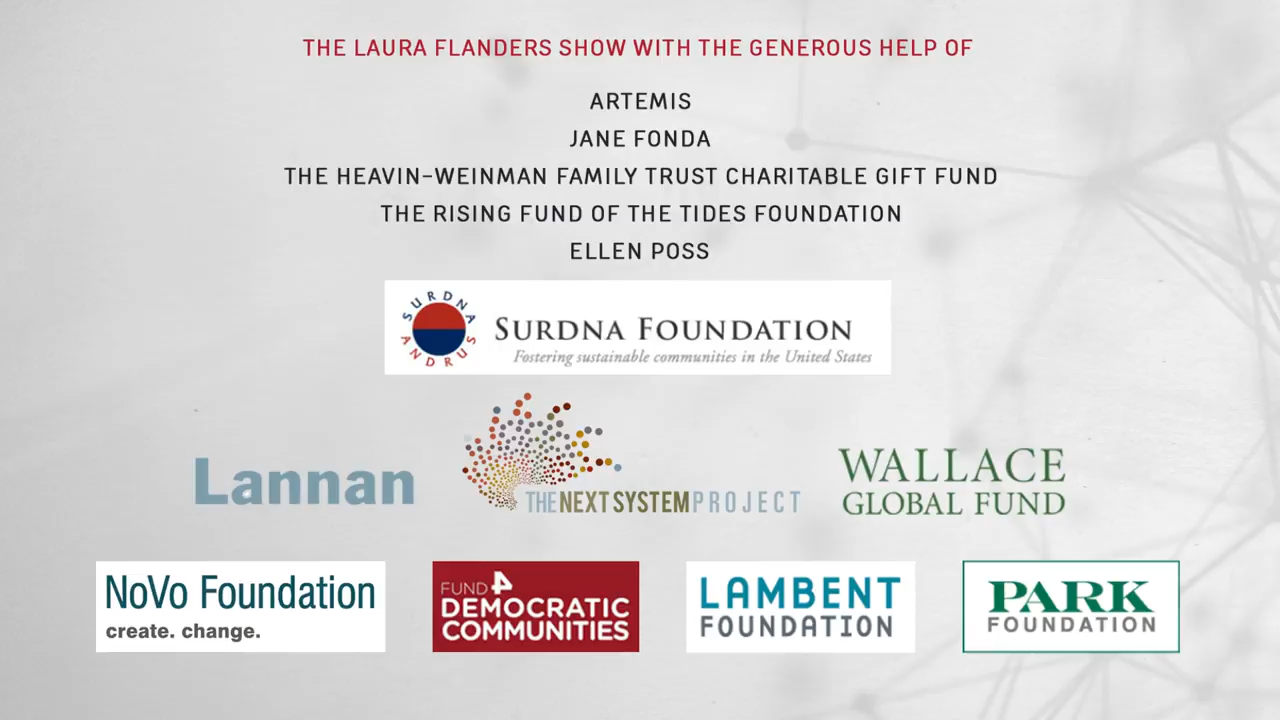 THE LAURA FLANDERS SHOW WITH THE GENEROUS HELP OF
ARTEMIS
JANE FONDA
THE HEAVIN-WEINMAN FAMILY TRUST CHARITABLE GIFT FUND
THE RISING FUND OF THE TIDES FOUNDATION
ELLEN POSS
SURDNA
ANDRUS
SURDNA FOUNDATION
Fostering sustainable communities in the United States
Lannan
THE NEXT SYSTEM PROJECT
WALLACE
GLOBAL FUND
NoVo Foundation
create. change.
FUND 4
DEMOCRATIC
COMMUNITIES
LAMBENT
FOUNDATION
PARK
FOUNDATION